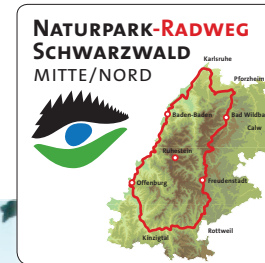 NATURPARK-RADWEG
SCHWARZWALD
MITTE/NORD
Karlsruhe
Pforzheim
Baden-Baden
Bad Wildbad
Calw
Ruhestein
Offenburg
Freudenstadt
Kinzigtal
Rottweil